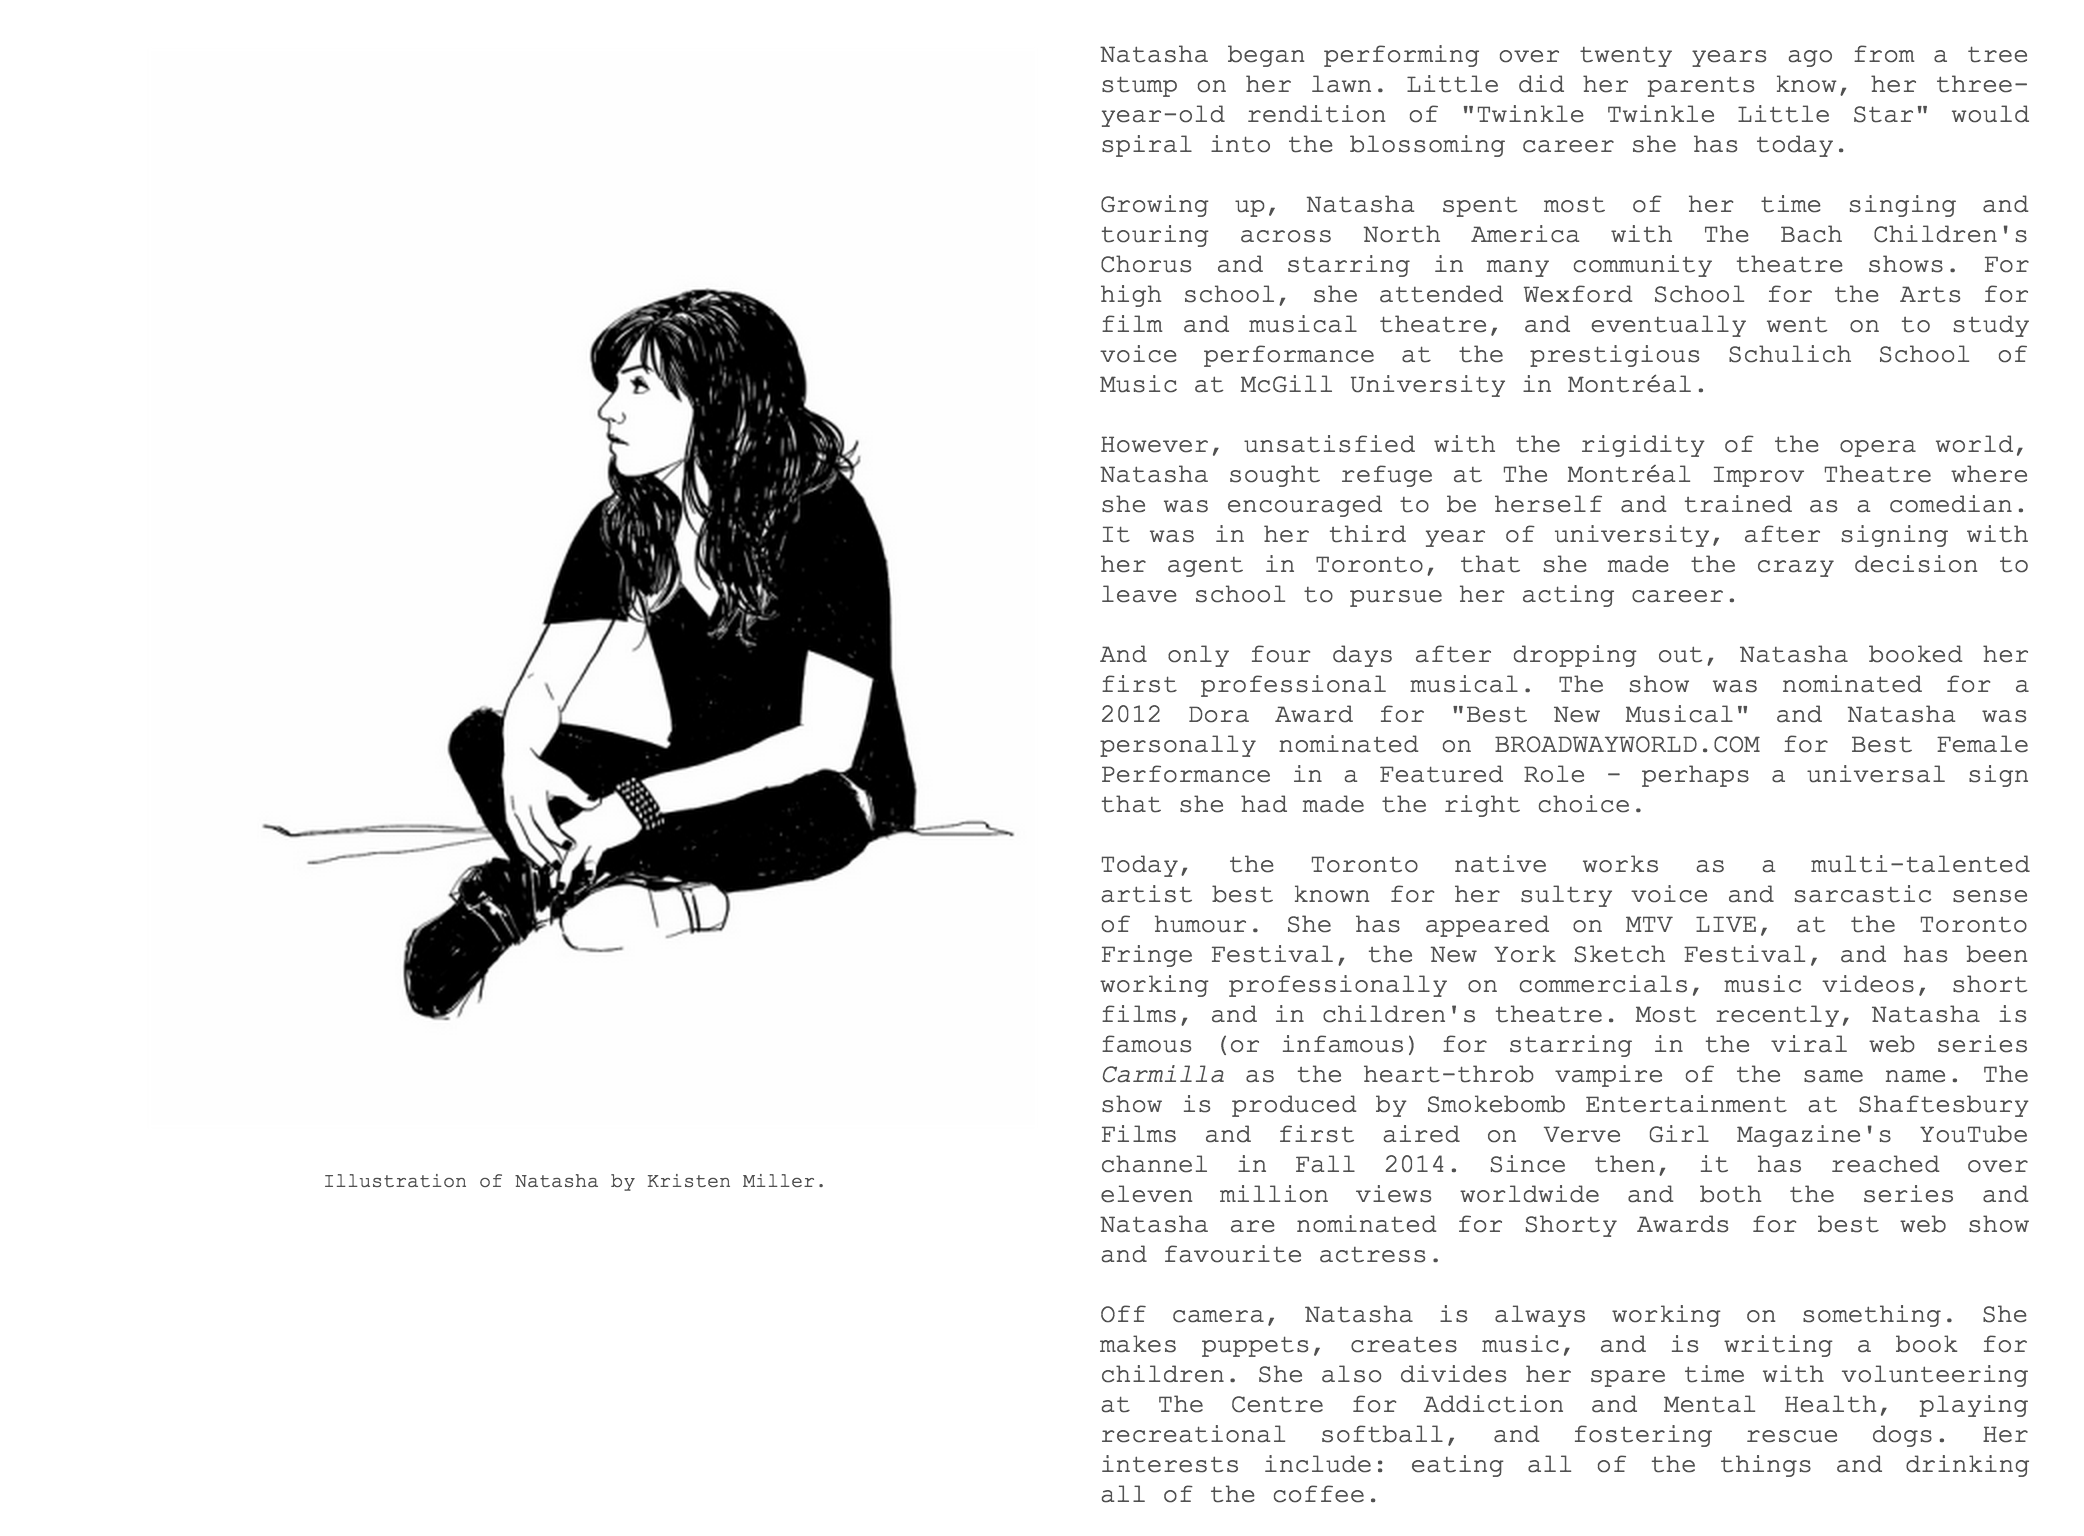 Natasha began performing over twenty years ago from a tree
stump on her lawn. Little did her parents know, her three-
year-old rendition of "Twinkle Twinkle Little Star" would
spiral into the blossoming career she has today.
Growing up, Natasha spent most of her time singing and
touring across North America with The Bach Children's
Chorus and starring in many community theatre shows. For
high school, she attended Wexford School for the Arts for
film and musical theatre, and eventually went on to study
voice performance at the prestigious Schulich School of
Music at McGill University in Montréal.
However, unsatisfied with the rigidity of the opera world,
Natasha sought refuge at The Montréal Improv Theatre where
she was encouraged to be herself and trained as a comedian.
It was in her third year of university, after signing with
her agent in Toronto, that she made the crazy decision to
leave school to pursue her acting career.
And only four days after dropping out, Natasha booked her
first professional musical. The show was nominated for a
2012 Dora Award for "Best New Musical" and Natasha was
personally nominated on BROADWAYWORLD.COM for Best Female
Performance in a Featured Role - perhaps a universal sign
that she had made the right choice.
Today, the Toronto native works as a multi-talented
artist best known for her sultry voice and sarcastic sense
of humour. She has appeared on MTV LIVE, at the Toronto
Fringe Festival, the New York Sketch Festival, and has been
working professionally on commercials, music videos, short
films, and in children's theatre. Most recently, Natasha is
famous (or infamous) for starring in the viral web series
Carmilla as the heart-throb vampire of the same name. The
show is produced by Smokebomb Entertainment at Shaftesbury
Films and first aired on Verve Girl Magazine's YouTube
channel in Fall 2014. Since then, it has reached over
eleven million views worldwide and both the series and
Natasha are nominated for Shorty Awards for best web show
and favourite actress.
Off camera, Natasha is always working on something. She
makes puppets, creates music, and is writing a book for
children. She also divides her spare time with volunteering
at The Centre for Addiction and Mental Health, playing
recreational softball, and fostering rescue dogs. Her
interests include: eating all of the things and drinking
all of the coffee.
Illustration of Natasha by Kristen Miller.